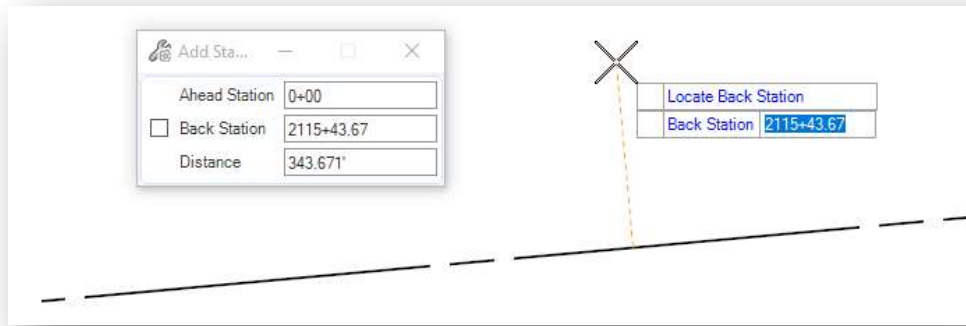 Add Sta...
Ahead Station 0+00
Back Station 2115+43.67
Distance 343.671'
Locate Back Station
Back Station 2115+43.67